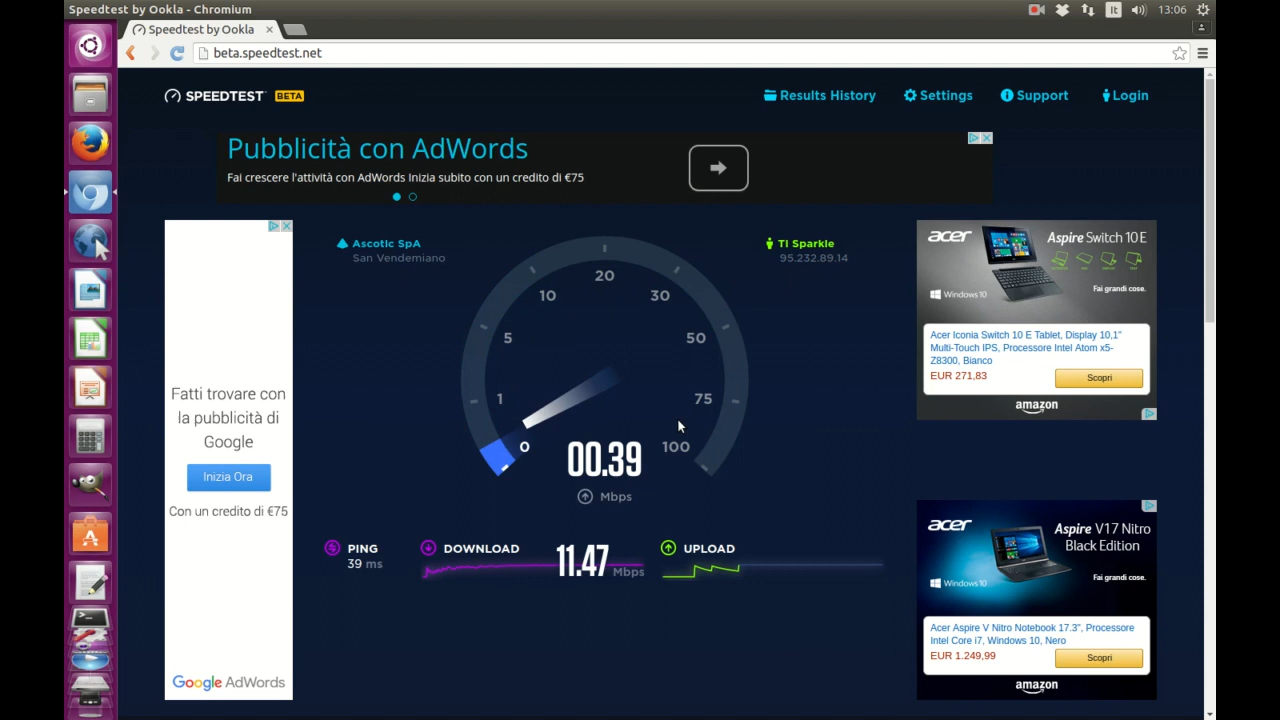 Speedtest by Ookla - Chromium
It
13:06
Speedtest by Ookla
beta.speedtest.net
SPEEDTEST BETA
Results History
Settings
Support
Login
Pubblicità con AdWords
Fai crescere l'attività con AdWords Inizia subito con un credito di €75
Fatti trovare con
la pubblicità di
Google
Inizia Ora
Con un credito di €75
Google AdWords
Ascotic SpA
San Vendemiano
TI Sparkle
95.232.89.14
0
1
5
10
20
30
50
75
100
00.39
Mbps
PING
39 ms
DOWNLOAD
11.47 Mbps
UPLOAD
acer
Aspire Switch 10 E
Windows 10
Fai grandi cose.
Acer Iconia Switch 10 E Tablet, Display 10,1"
Multi-Touch IPS, Processore Intel Atom x5-
Z8300, Bianco
EUR 271,83
Scopri
amazon
acer
Aspire V17 Nitro
Black Edition
Windows 10
Fai grandi cose.
Acer Aspire V Nitro Notebook 17.3", Processore
Intel Core i7, Windows 10, Nero
EUR 1.249,99
Scopri
amazon